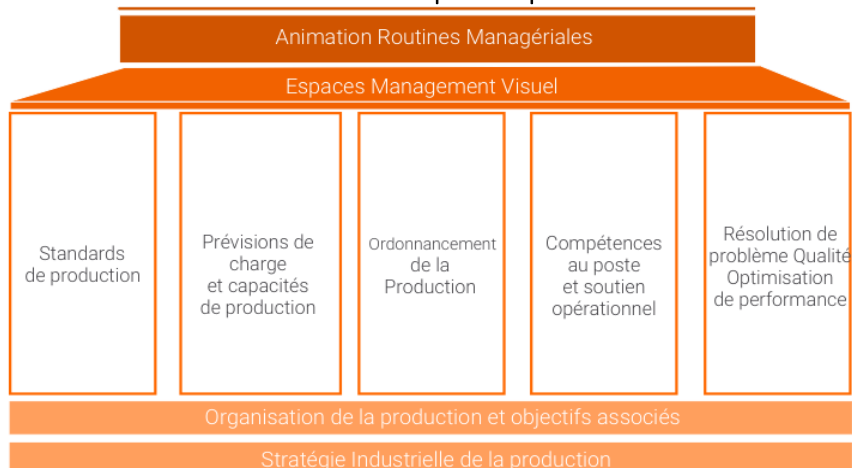 Animation Routines Managériales
Espaces Management Visuel
Standards
de production
Prévisions de
charge
et capacités
de production
Ordonnancement
de la
Production
Compétences
au poste
et soutien
opérationnel
Résolution de
problème Qualité
Optimisation
de performance
Organisation de la production et objectifs associés
Stratégie Industrielle de la production